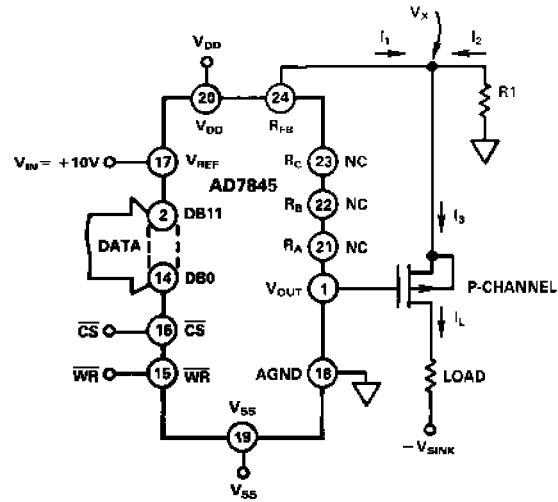 Vx
I1
I2
VDD
20
VDD
24
RFB
R1
VIN = +10V
17
VREF
AD7845
RC
23
NC
RB
22
NC
RA
21
NC
2
DB11
DATA
14
DB0
VOUT
1
I3
P-CHANNEL
IL
CS
16
CS
LOAD
WR
15
WR
AGND
18
VSS
19
VSS
-VSINK